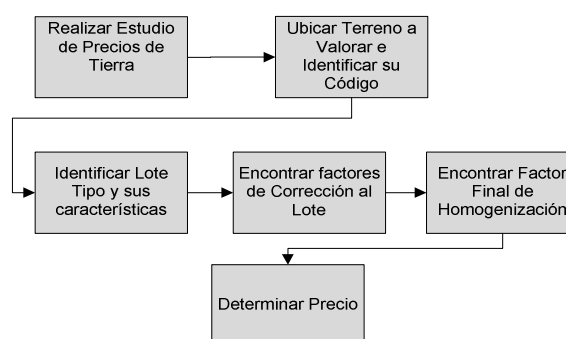 Realizar Estudio
de Precios de
Tierra
Ubicar Terreno a
Valorar e
Identificar su
Código
Identificar Lote
Tipo y sus
características
Encontrar factores
de Corrección al
Lote
Encontrar Factor
Final de
Homogenización
Determinar Precio